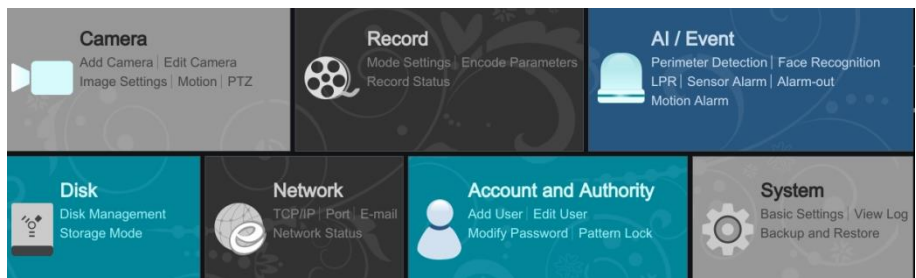 Camera
Add Camera | Edit Camera
Image Settings | Motion | PTZ
Record
Mode Settings | Encode Parameters
Record Status
AI / Event
Perimeter Detection | Face Recognition
LPR | Sensor Alarm | Alarm-out
Motion Alarm
Disk
Disk Management
Storage Mode
Network
TCP/IP | Port | E-mail
Network Status
Account and Authority
Add User | Edit User
Modify Password | Pattern Lock
System
Basic Settings | View Log
Backup and Restore